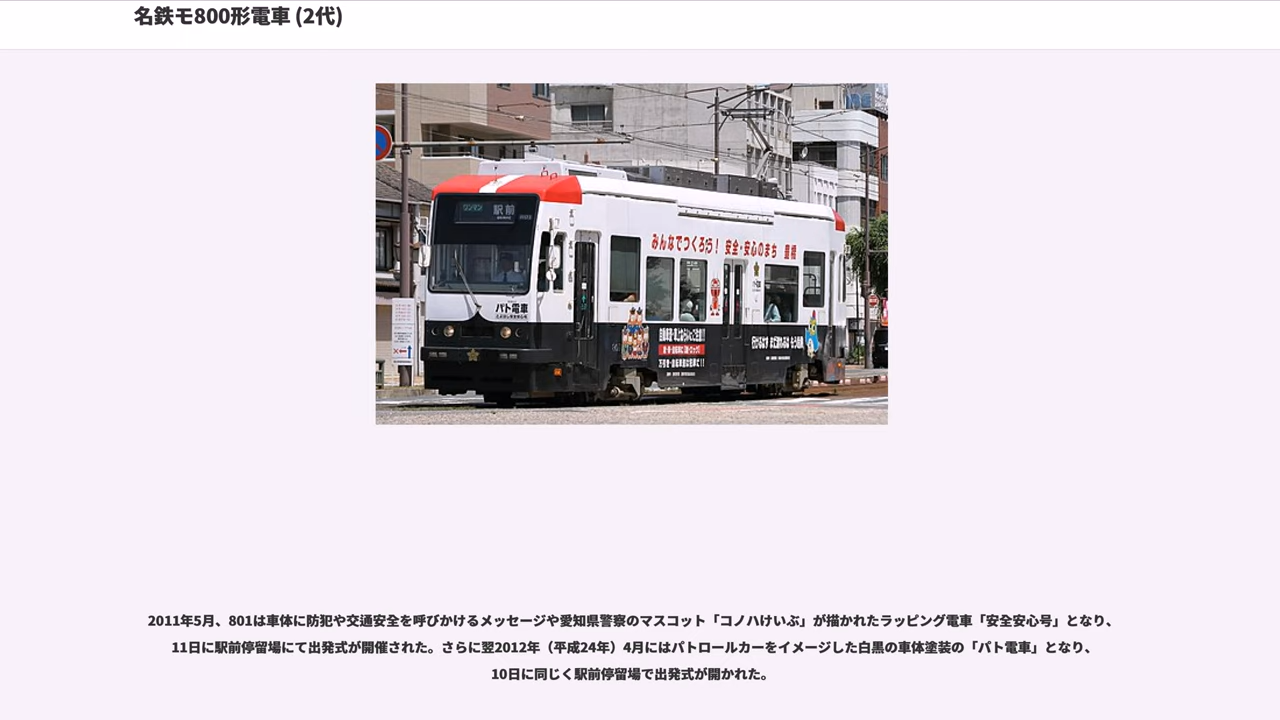 名鉄モ800形電車 (2代)
ワンマン 駅前
みんなでつくろう! 安全・安心のまち 豊橋
パト電車
2011年5月、801は車体に防犯や交通安全を呼びかけるメッセージや愛知県警察のマスコット「コノハけいぶ」が描かれたラッピング電車「安全安心号」となり、
11日に駅前停留場にて出発式が開催された。さらに翌2012年（平成24年）4月にはパトロールカーをイメージした白黒の車体塗装の「パト電車」となり、
10日に同じく駅前停留場で出発式が開かれた。